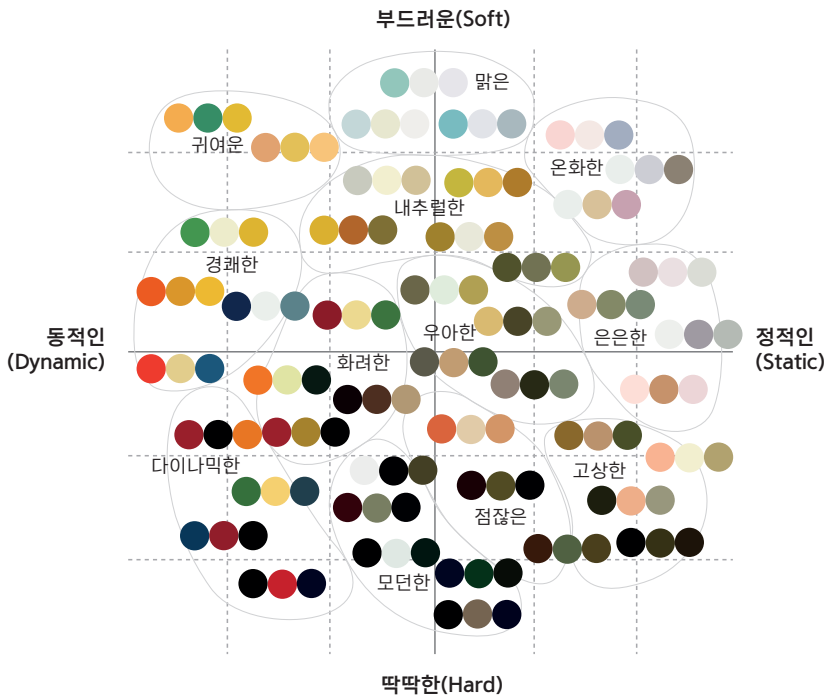 부드러운(Soft)
맑은
귀여운
온화한
내추럴한
경쾌한
우아한
은은한
동적인
(Dynamic)
정적인
(Static)
화려한
다이나믹한
고상한
점잖은
모던한
딱딱한(Hard)